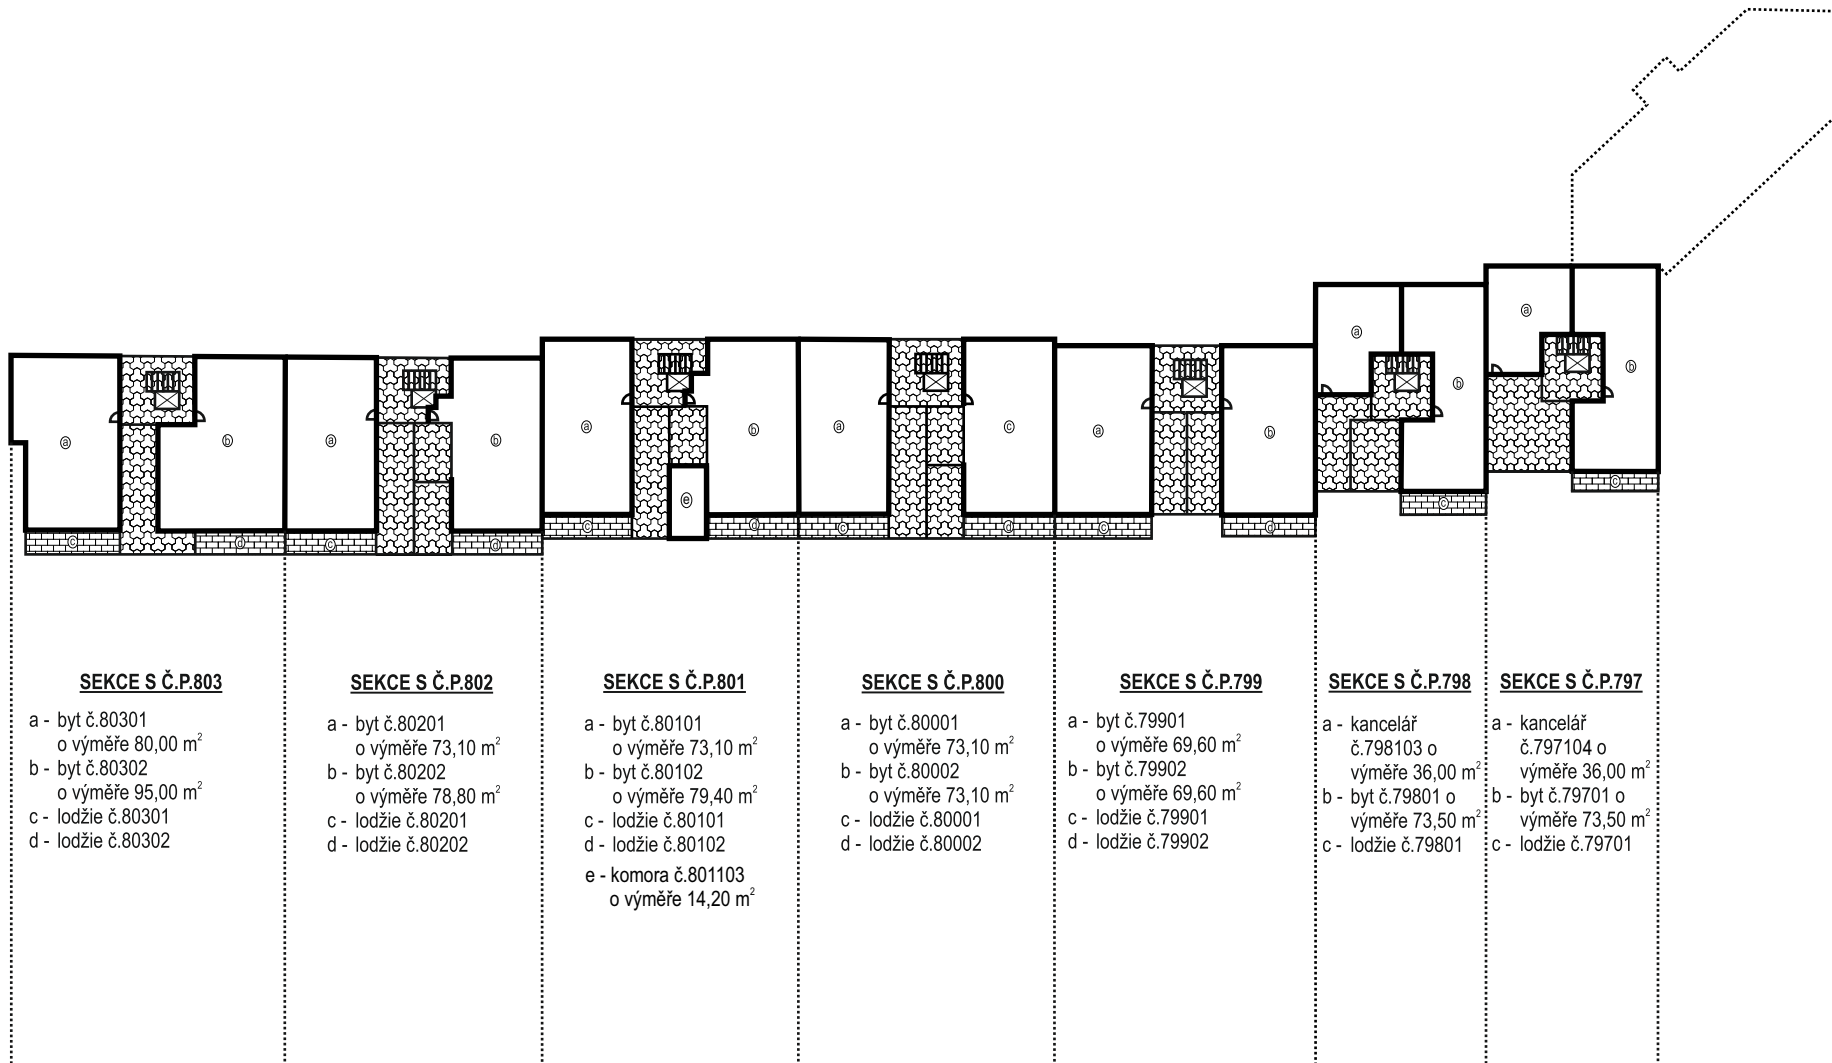 a
b
a
b
a
b
a
c
a
b
a
b
a
b
e
c
d
c
d
c
d
c
d
c
d
c
c
SEKCE S Č.P.803
a - byt č.80301
o výměře 80,00 m²
b - byt č.80302
o výměře 95,00 m²
c - lodžie č.80301
d - lodžie č.80302
SEKCE S Č.P.802
a - byt č.80201
o výměře 73,10 m²
b - byt č.80202
o výměře 78,80 m²
c - lodžie č.80201
d - lodžie č.80202
SEKCE S Č.P.801
a - byt č.80101
o výměře 73,10 m²
b - byt č.80102
o výměře 79,40 m²
c - lodžie č.80101
d - lodžie č.80102
e - komora č.801103
o výměře 14,20 m²
SEKCE S Č.P.800
a - byt č.80001
o výměře 73,10 m²
b - byt č.80002
o výměře 73,10 m²
c - lodžie č.80001
d - lodžie č.80002
SEKCE S Č.P.799
a - byt č.79901
o výměře 69,60 m²
b - byt č.79902
o výměře 69,60 m²
c - lodžie č.79901
d - lodžie č.79902
SEKCE S Č.P.798
a - kancelář
č.798103 o
výměře 36,00 m²
b - byt č.79801 o
výměře 73,50 m²
c - lodžie č.79801
SEKCE S Č.P.797
a - kancelář
č.797104 o
výměře 36,00 m²
b - byt č.79701 o
výměře 73,50 m²
c - lodžie č.79701